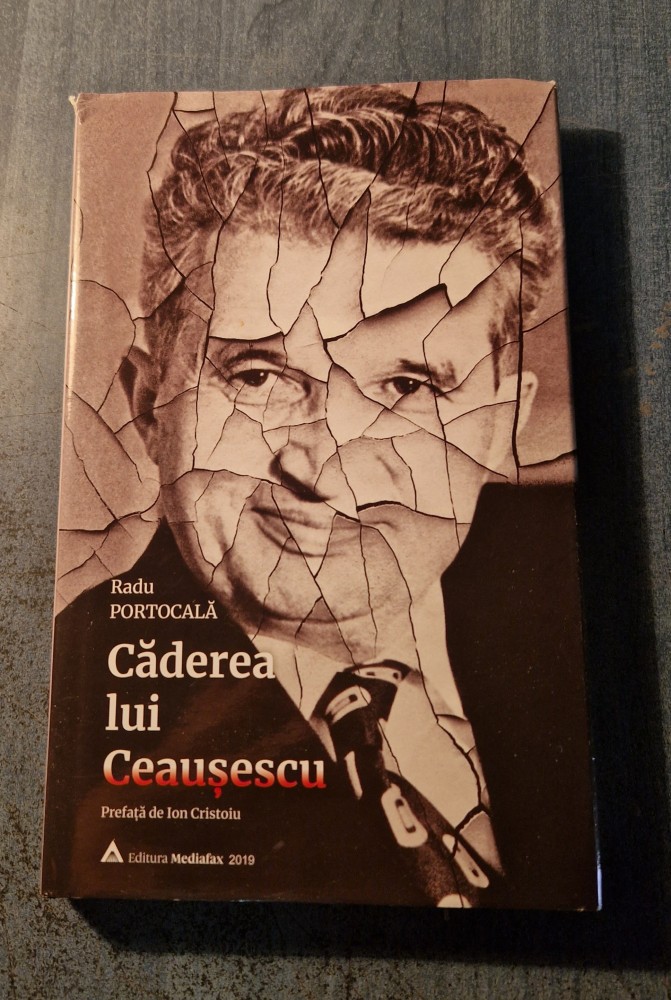 Radu
PORTOCALĂ
Căderea
lui
Ceaușescu
Prefață de Ion Cristoiu
Editura Mediafax 2019